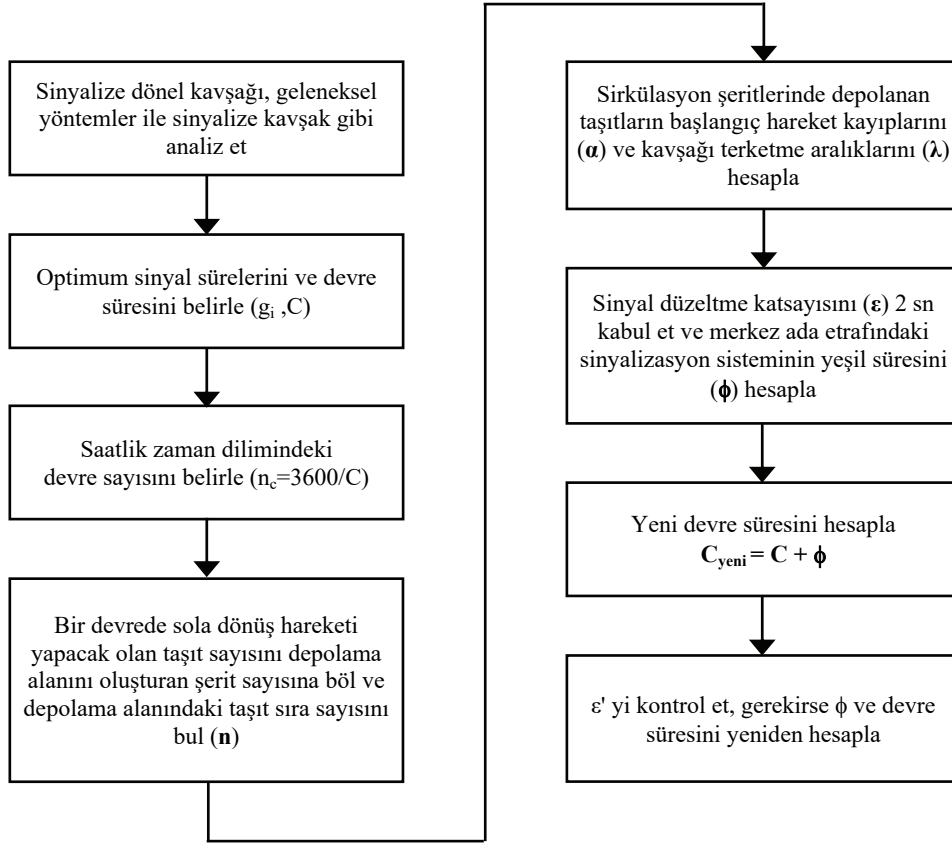 Sinyalize dönel kavşağı, geleneksel
yöntemler ile sinyalize kavşak gibi
analiz et
Optimum sinyal sürelerini ve devre
süresini belirle (gi ,C)
Saatlik zaman dilimindeki
devre sayısını belirle (nc=3600/C)
Bir devrede sola dönüş hareketi
yapacak olan taşıt sayısını depolama
alanını oluşturan şerit sayısına böl ve
depolama alanındaki taşıt sıra sayısını
bul (n)
Sirkülasyon şeritlerinde depolanan
taşıtların başlangıç hareket kayıplarını
(α) ve kavşağı terketme aralıklarını (λ)
hesapla
Sinyal düzeltme katsayısını (ε) 2 sn
kabul et ve merkez ada etrafındaki
sinyalizasyon sisteminin yeşil süresini
(ϕ) hesapla
Yeni devre süresini hesapla
Cyeni = C + ϕ
ε' yi kontrol et, gerekirse ϕ ve devre
süresini yeniden hesapla